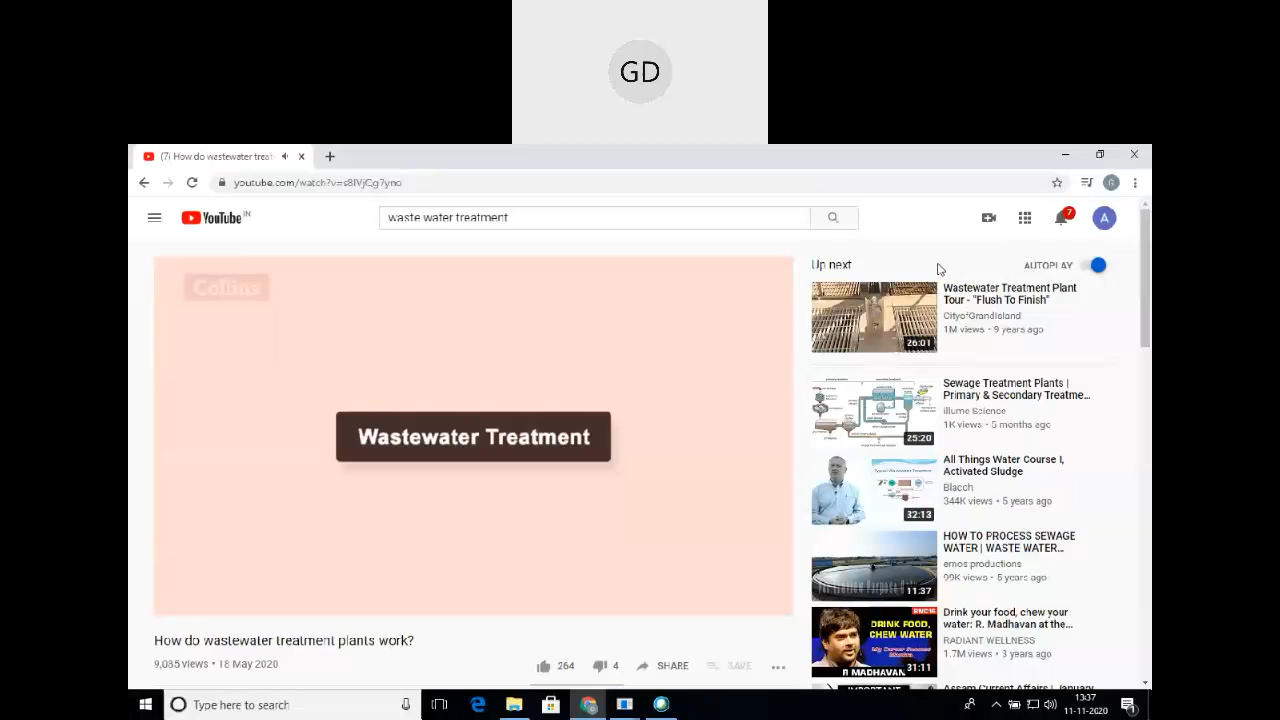 GD
(7) How do wastewater treat
youtube.com/watch?v=s8IVjCg7yno
YouTube IN
waste water treatment
G
7
A
Collins
Wastewater Treatment
Up next
AUTOPLAY
Wastewater Treatment Plant
Tour - "Flush To Finish"
CityofGrandIsland
1M views • 9 years ago
26:01
Sewage Treatment Plants |
Primary & Secondary Treatme...
illume Science
1K views • 5 months ago
25:20
All Things Water Course I,
Activated Sludge
Blacch
344K views • 5 years ago
32:13
HOW TO PROCESS SEWAGE
WATER | WASTE WATER...
emos productions
99K views • 5 years ago
11:37
Drink your food, chew your
water: R. Madhavan at the...
RADIANT WELLNESS
1.7M views • 3 years ago
DRINK FOOD,
CHEW WATER
R MADHAVAN
31:11
Assam Current Affairs | January
How do wastewater treatment plants work?
9,085 views • 18 May 2020
264
4
SHARE
SAVE
Type here to search
13:37
11-11-2020
1